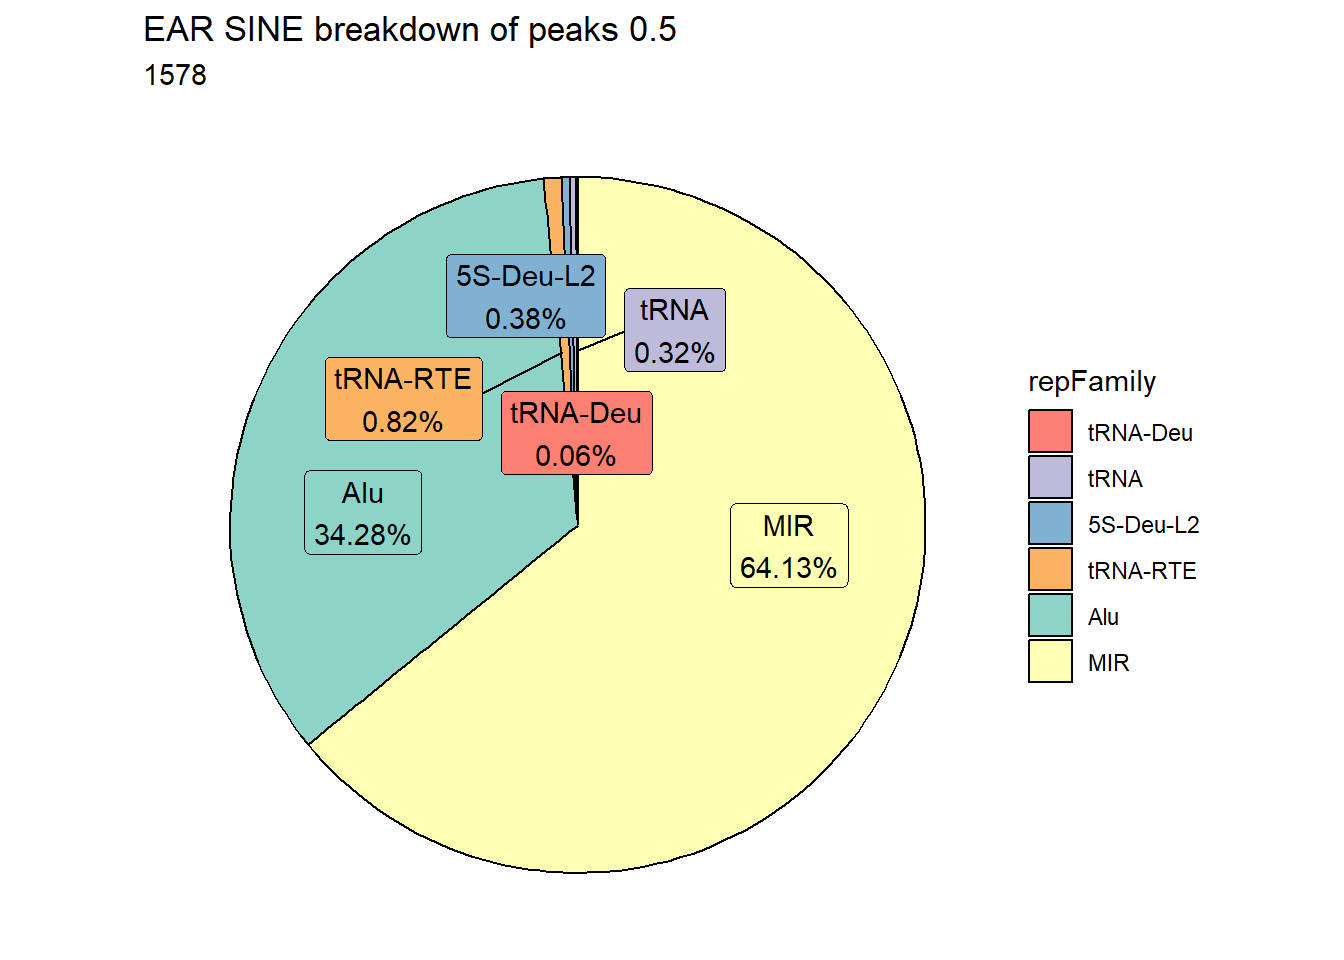 EAR SINE breakdown of peaks 0.5
1578
5S-Deu-L2
0.38%
tRNA
0.32%
tRNA-RTE
0.82%
tRNA-Deu
0.06%
Alu
34.28%
MIR
64.13%
repFamily
tRNA-Deu
tRNA
5S-Deu-L2
tRNA-RTE
Alu
MIR